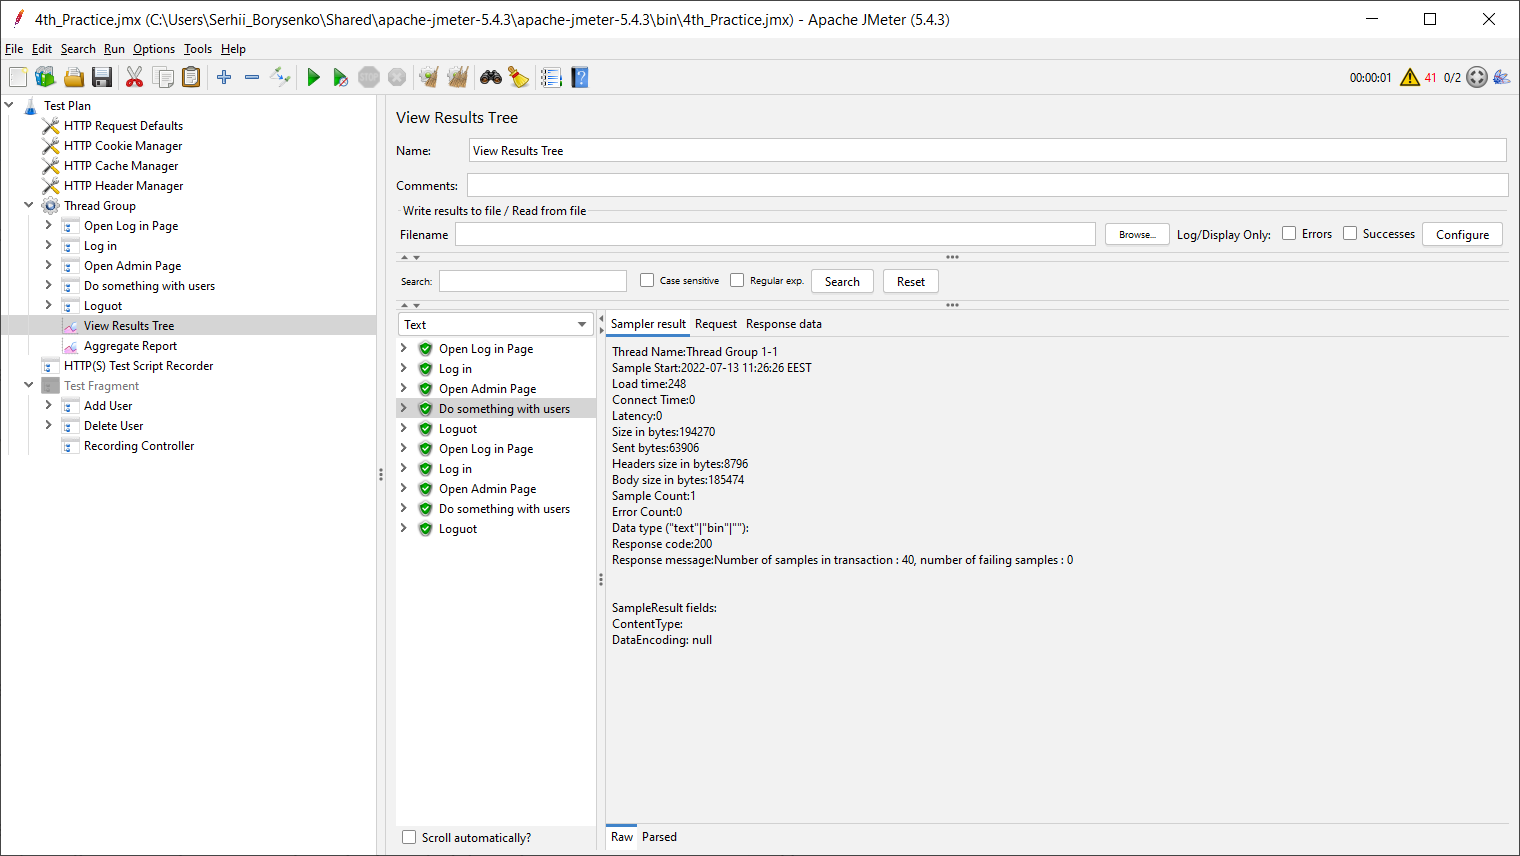 4th_Practice.jmx (C:\Users\Serhii_Borysenko\Shared\apache-jmeter-5.4.3\apache-jmeter-5.4.3\bin\4th_Practice.jmx) - Apache JMeter (5.4.3)
File Edit Search Run Options Tools Help
STOP
00:00:01 41 0/2
Test Plan
HTTP Request Defaults
HTTP Cookie Manager
HTTP Cache Manager
HTTP Header Manager
Thread Group
Open Log in Page
Log in
Open Admin Page
Do something with users
Loguot
View Results Tree
Aggregate Report
HTTP(S) Test Script Recorder
Test Fragment
Add User
Delete User
Recording Controller
View Results Tree
Name: View Results Tree
Comments:
Write results to file / Read from file
Filename Browse... Log/Display Only: Errors Successes Configure
Search: Case sensitive Regular exp. Search Reset
Text
Open Log in Page
Log in
Open Admin Page
Do something with users
Loguot
Open Log in Page
Log in
Open Admin Page
Do something with users
Loguot
Scroll automatically?
Sampler result Request Response data
Thread Name:Thread Group 1-1
Sample Start:2022-07-13 11:26:26 EEST
Load time:248
Connect Time:0
Latency:0
Size in bytes:194270
Sent bytes:63906
Headers size in bytes:8796
Body size in bytes:185474
Sample Count:1
Error Count:0
Data type ("text"|"bin"|""):
Response code:200
Response message:Number of samples in transaction : 40, number of failing samples : 0
SampleResult fields:
ContentType:
DataEncoding: null
Raw Parsed